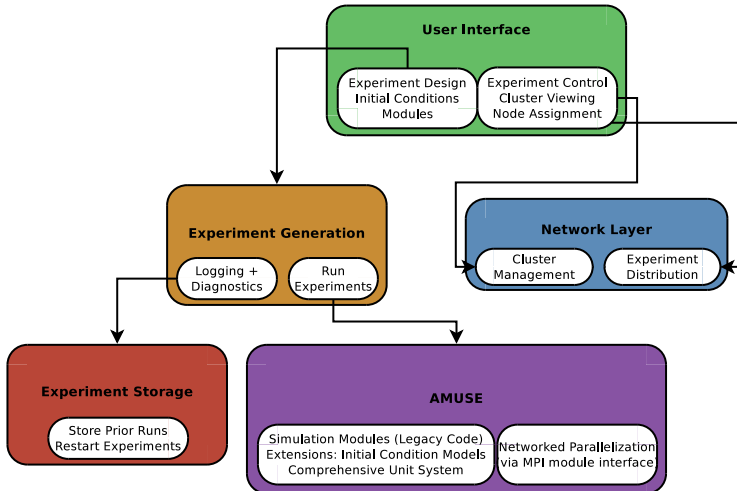 User Interface
Experiment Design
Initial Conditions
Modules
Experiment Control
Cluster Viewing
Node Assignment
Experiment Generation
Logging +
Diagnostics
Run
Experiments
Network Layer
Cluster
Management
Experiment
Distribution
Experiment Storage
Store Prior Runs
Restart Experiments
AMUSE
Simulation Modules (Legacy Code)
Extensions: Initial Condition Models
Comprehensive Unit System
Networked Parallelization
(via MPI module interface)